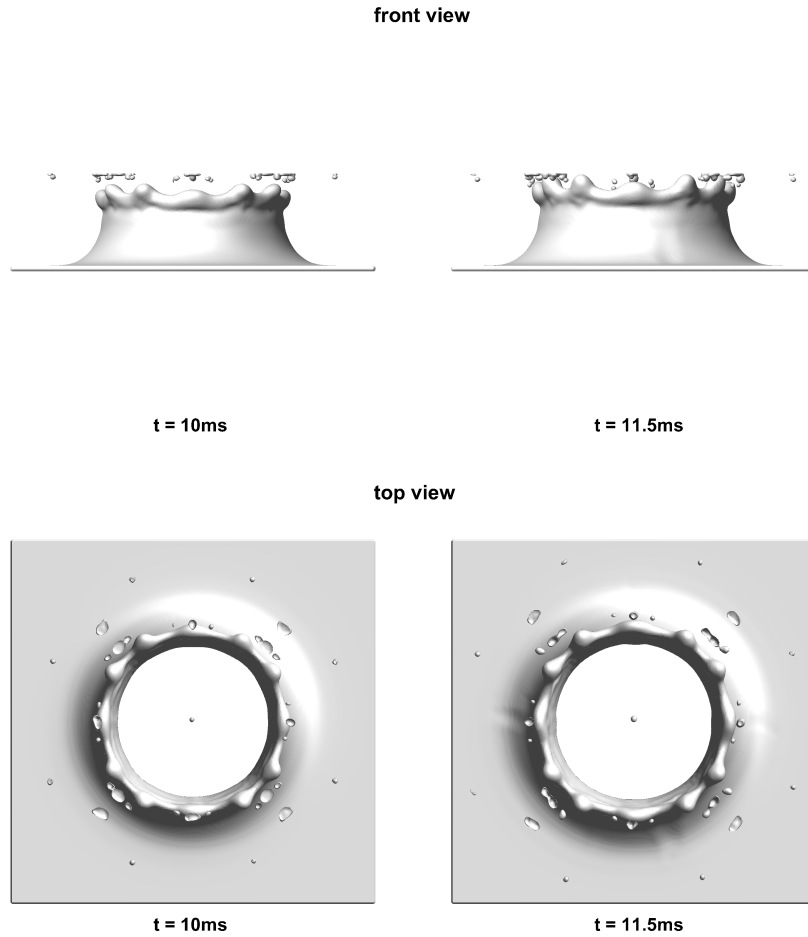 front view
t = 10ms
t = 11.5ms
top view
t = 10ms
t = 11.5ms